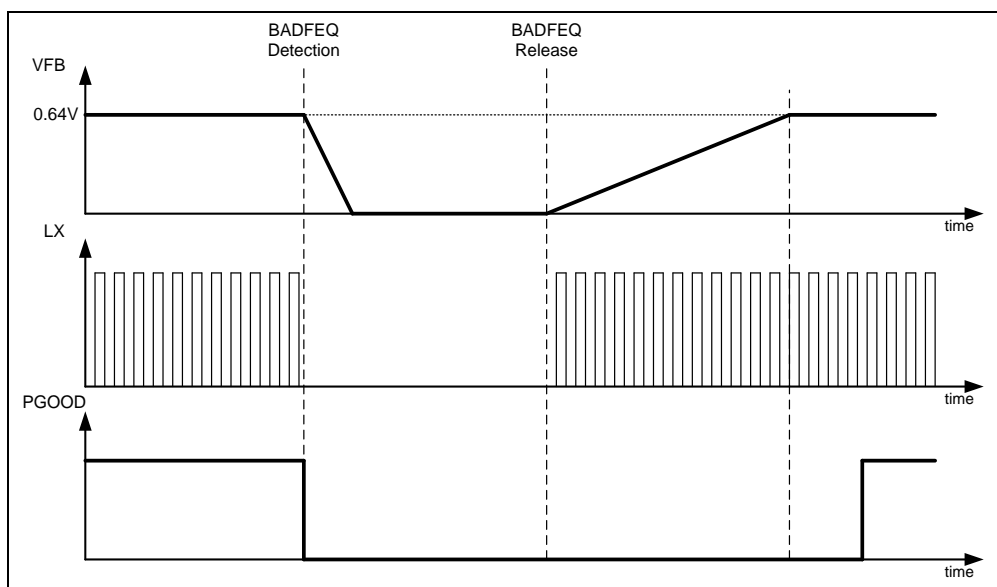 BADFEQ
Detection
BADFEQ
Release
VFB
0.64V
time
LX
time
PGOOD
time